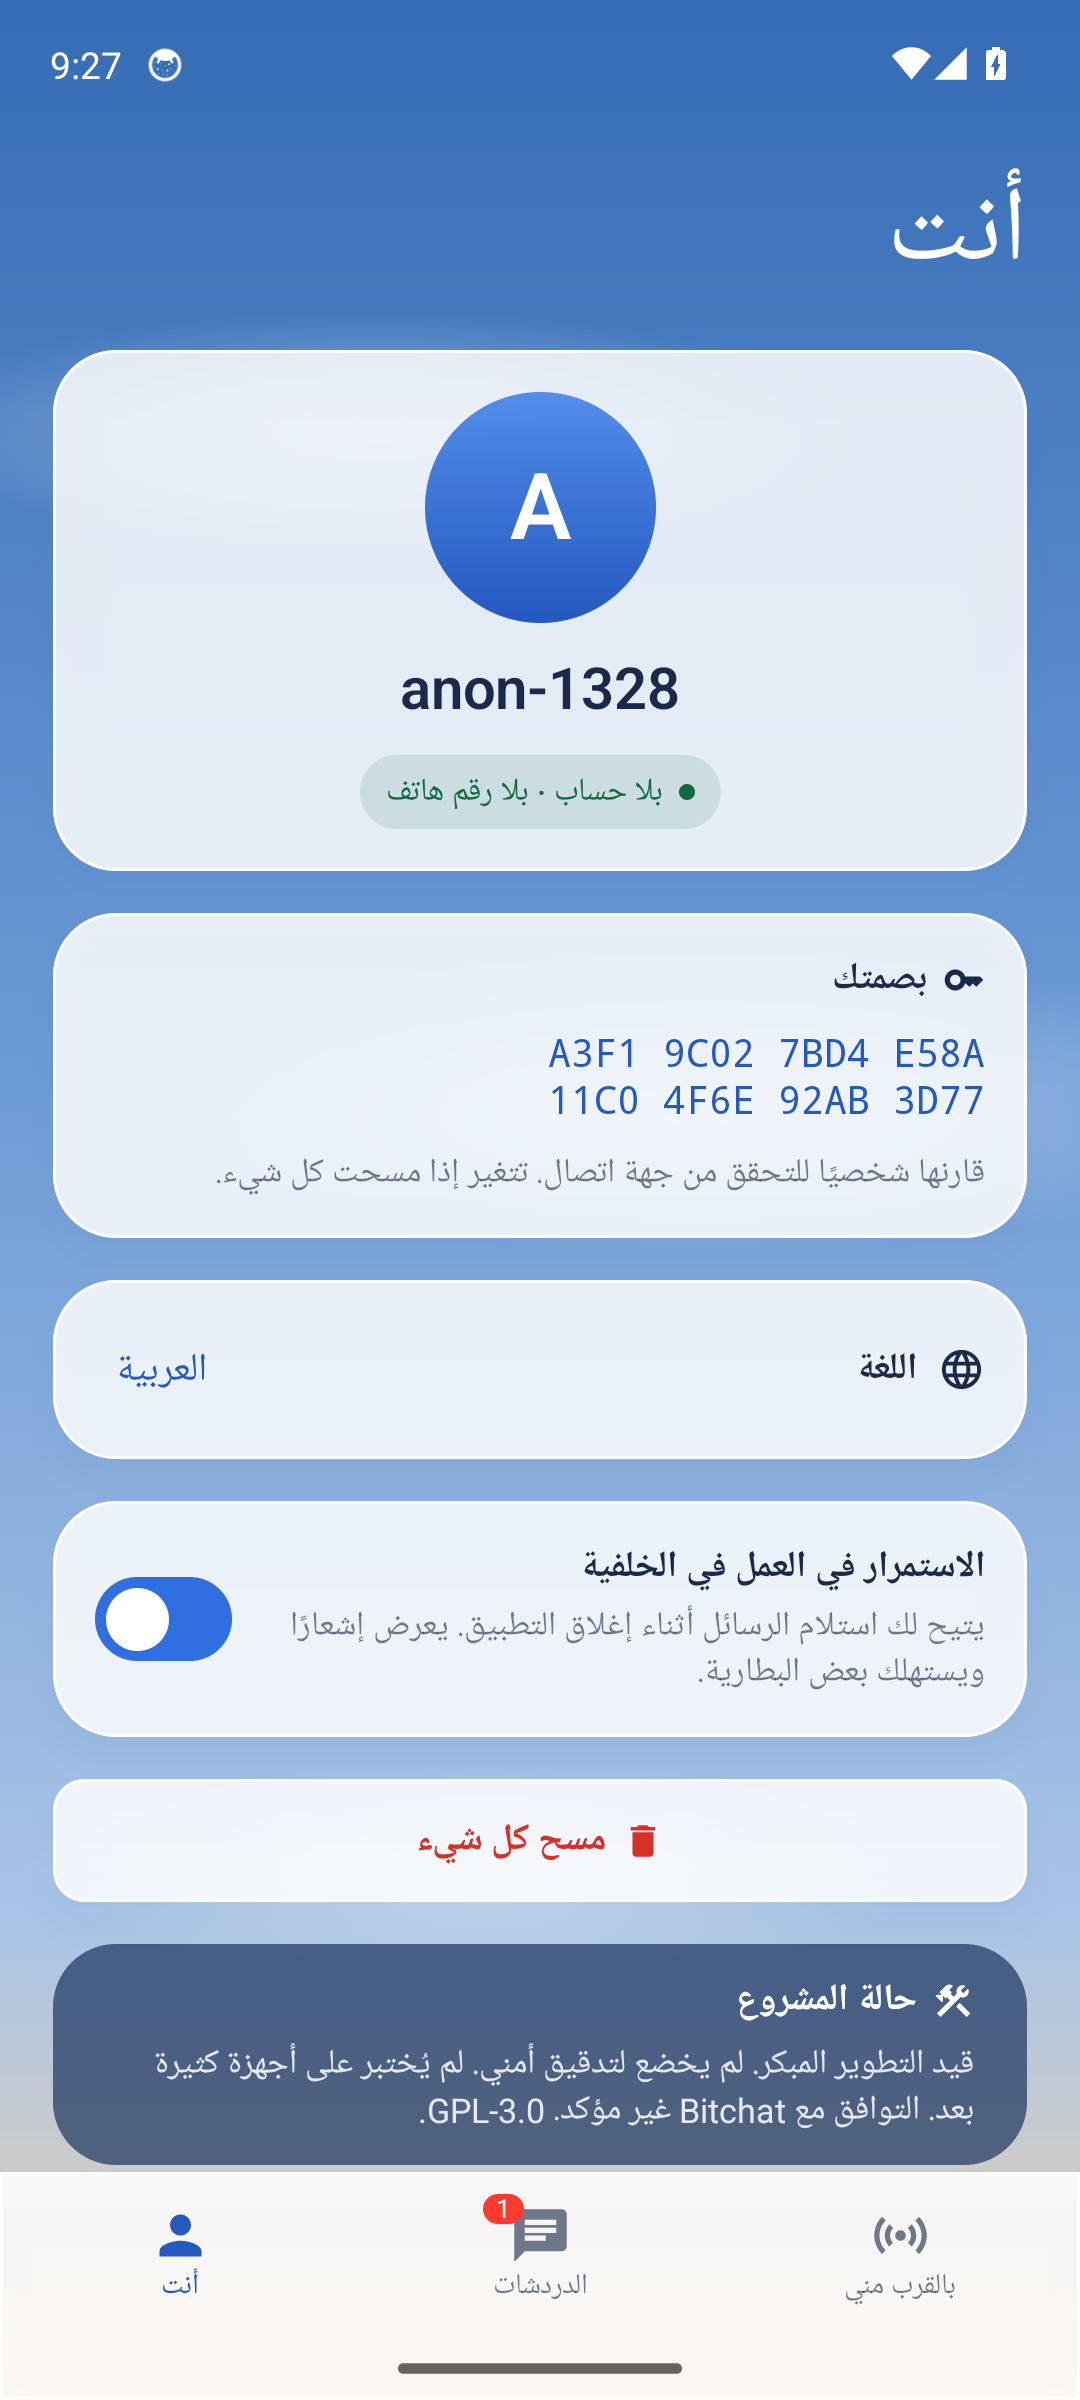 9:27
أنت
A
anon-1328
بلا حساب · بلا رقم هاتف
بصمتك
A3F1 9C02 7BD4 E58A
11C0 4F6E 92AB 3D77
قارنها شخصيًا للتحقق من جهة اتصال. تتغير إذا مسحت كل شيء.
اللغة
العربية
الاستمرار في العمل في الخلفية
يتيح لك استلام الرسائل أثناء إغلاق التطبيق. يعرض إشعارًا
ويستهلك بعض البطارية.
مسح كل شيء
حالة المشروع
قيد التطوير المبكر. لم يخضع لتدقيق أمني. لم يُختبر على أجهزة كثيرة
بعد. التوافق مع Bitchat غير مؤكد. GPL-3.0.
بالقرب مني
1
الدردشات
أنت